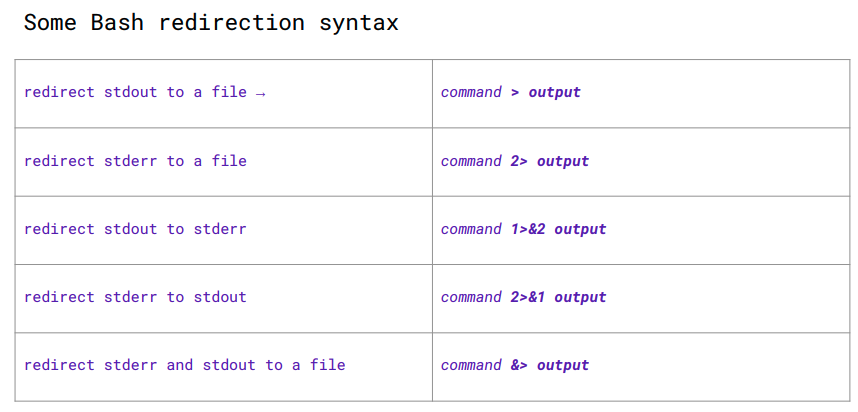 Some Bash redirection syntax
redirect stdout to a file → command > output
redirect stderr to a file command 2> output
redirect stdout to stderr command 1>&2 output
redirect stderr to stdout command 2>&1 output
redirect stderr and stdout to a file command &> output